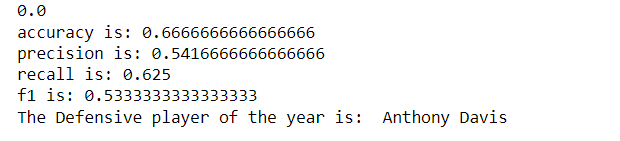 0.0
accuracy is: 0.6666666666666666
precision is: 0.5416666666666666
recall is: 0.625
f1 is: 0.5333333333333333
The Defensive player of the year is:  Anthony Davis